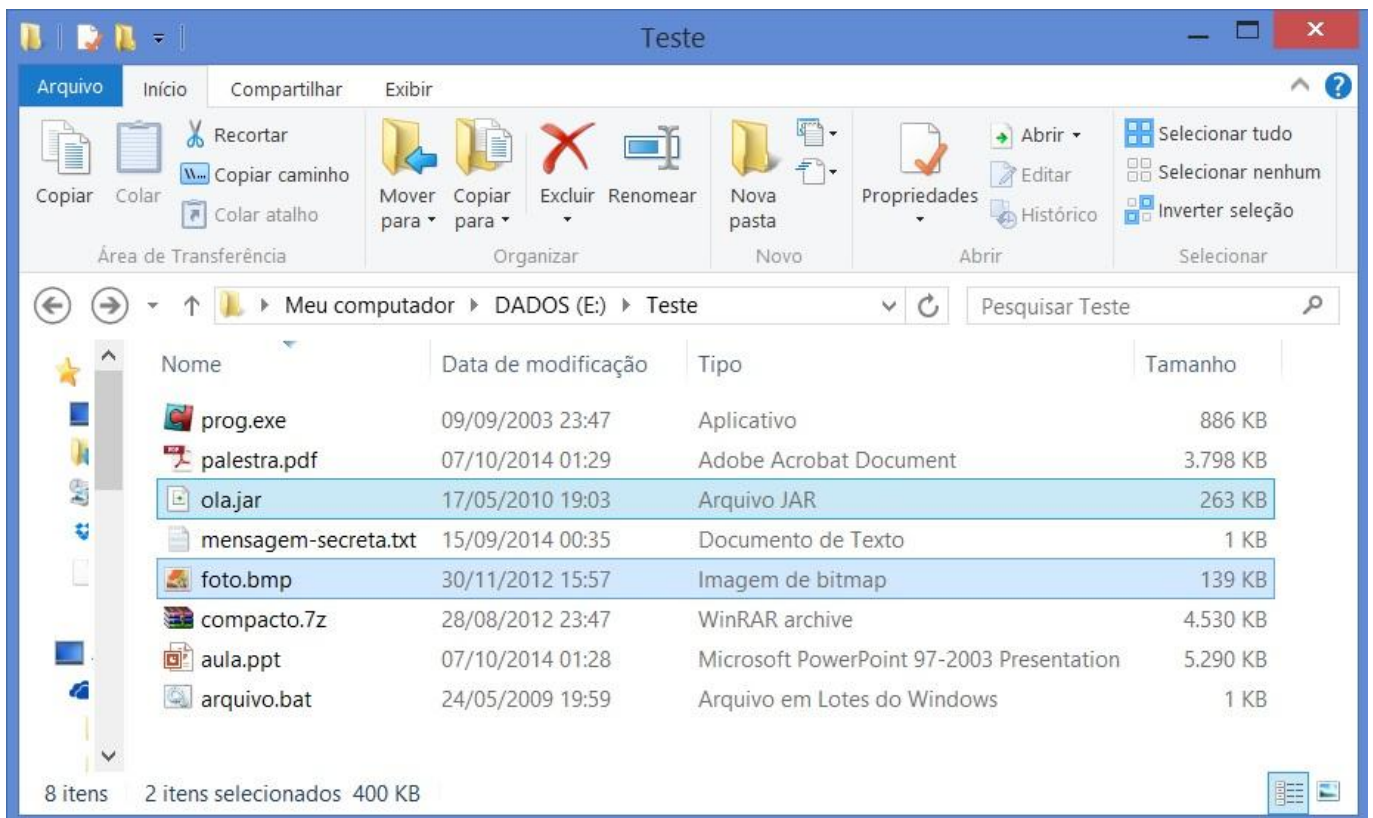 Teste
Arquivo Início Compartilhar Exibir
Copiar
Colar
Recortar
Copiar caminho
Colar atalho
Área de Transferência
Mover para
Copiar para
Excluir
Renomear
Organizar
Nova pasta
Novo
Propriedades
Abrir
Editar
Histórico
Abrir
Selecionar tudo
Selecionar nenhum
Inverter seleção
Selecionar
Meu computador DADOS (E:) Teste
Pesquisar Teste
Nome Data de modificação Tipo Tamanho
prog.exe 09/09/2003 23:47 Aplicativo 886 KB
palestra.pdf 07/10/2014 01:29 Adobe Acrobat Document 3.798 KB
ola.jar 17/05/2010 19:03 Arquivo JAR 263 KB
mensagem-secreta.txt 15/09/2014 00:35 Documento de Texto 1 KB
foto.bmp 30/11/2012 15:57 Imagem de bitmap 139 KB
compacto.7z 28/08/2012 23:47 WinRAR archive 4.530 KB
aula.ppt 07/10/2014 01:28 Microsoft PowerPoint 97-2003 Presentation 5.290 KB
arquivo.bat 24/05/2009 19:59 Arquivo em Lotes do Windows 1 KB
8 itens 2 itens selecionados 400 KB